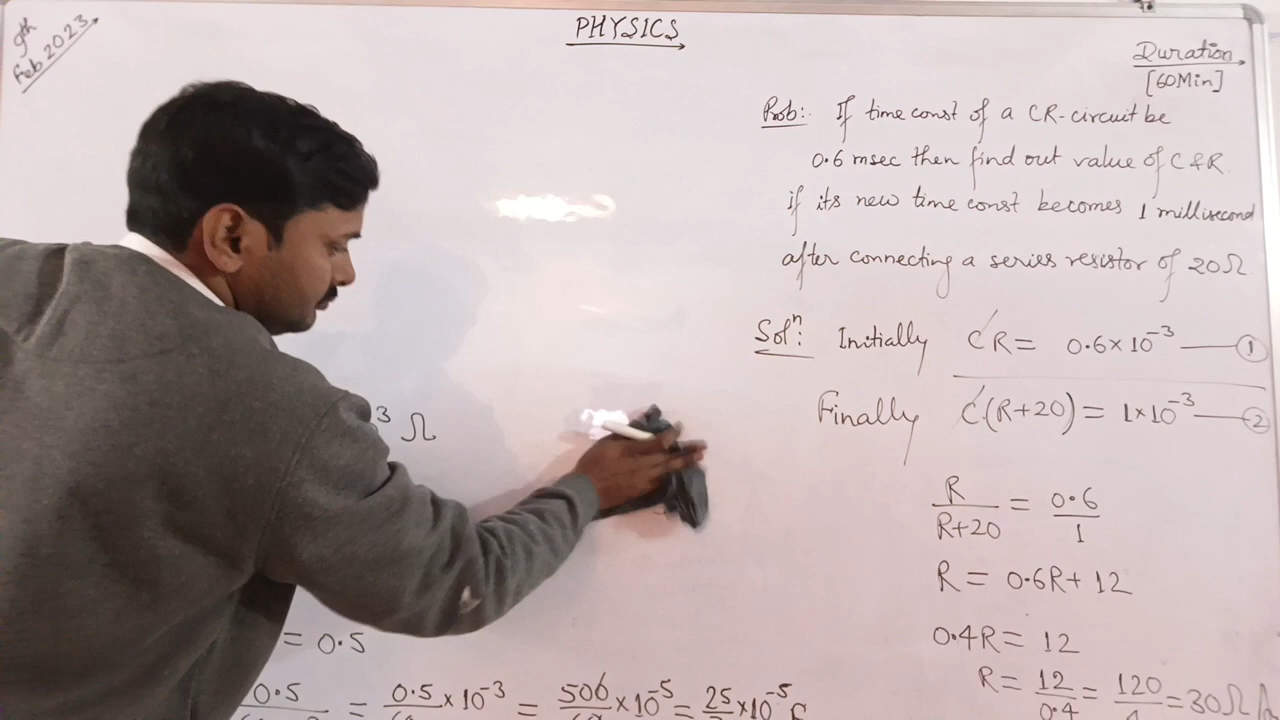 9th
Feb 2023
PHYSICS
Duration
[60Min]
Prob:- If time const of a CR-circuit be
0.6 msec then find out value of C & R
if its new time const becomes 1 millisecond
after connecting a series resistor of 20Ω
Solⁿ: Initially CR = 0.6×10⁻³ —①
Finally C(R+20) = 1×10⁻³ —②
R/(R+20) = 0.6/1
R = 0.6R + 12
0.4R = 12
R = 12/0.4 = 120/4 = 30Ω
³ Ω
= 0.5
0.5 = 0.5×10⁻³ = 500 ×10⁻⁵ = 25 ×10⁻⁵